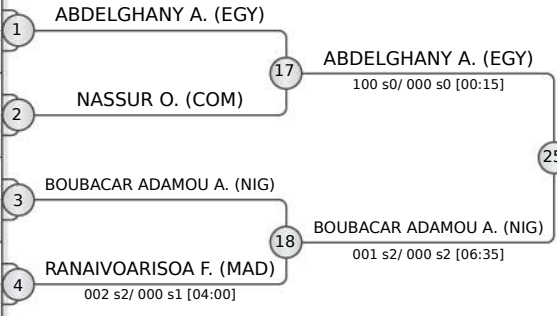 ABDELGHANY A. (EGY)
1
17
ABDELGHANY A. (EGY)
100 s0/ 000 s0 [00:15]
NASSUR O. (COM)
2
25
BOUBACAR ADAMOU A. (NIG)
3
18
BOUBACAR ADAMOU A. (NIG)
001 s2/ 000 s2 [06:35]
RANAIVOARISOA F. (MAD)
4
002 s2/ 000 s1 [04:00]